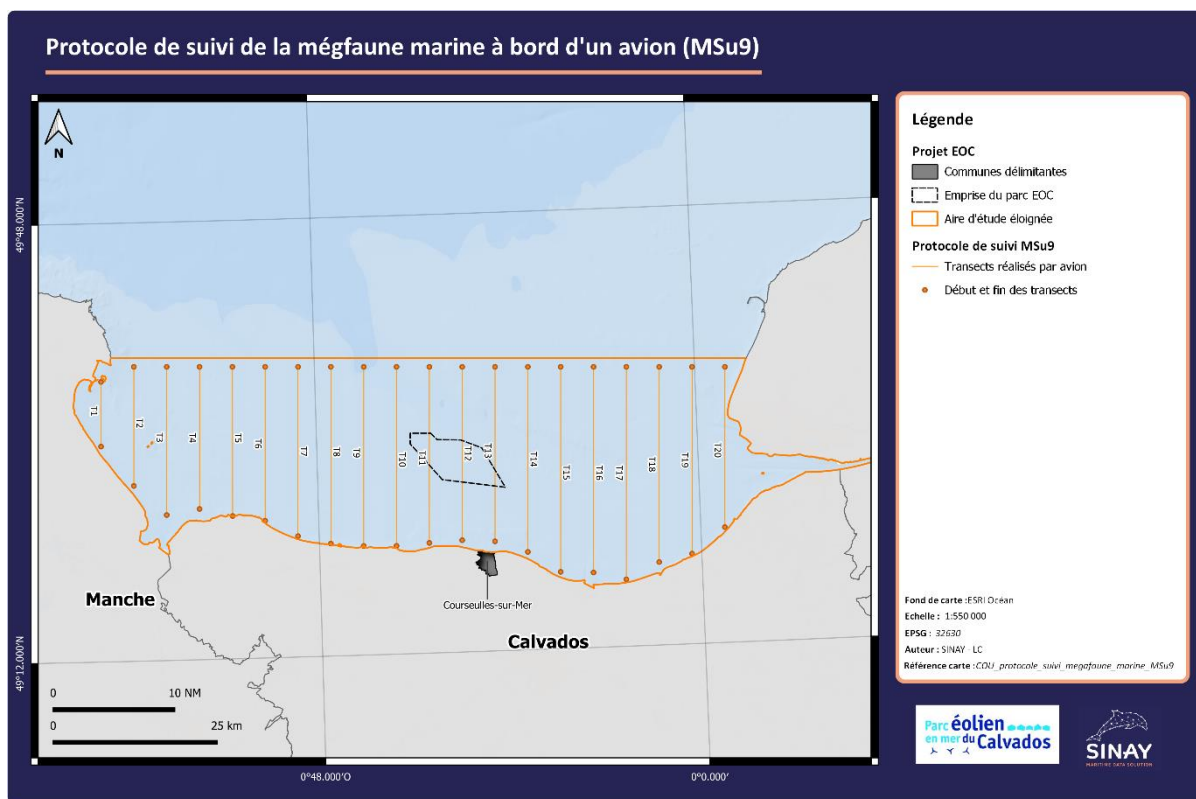 Protocole de suivi de la mégfaune marine à bord d'un avion (MSu9)
N
49°48.000'N
49°12.000'N
T1
T2
T3
T4
T5
T6
T7
T8
T9
T10
T11
T12
T13
T14
T15
T16
T17
T18
T19
T20
Manche
Courseulles-sur-Mer
Calvados
0 10 NM
0 25 km
0°48.000'O
0°0.000'
Légende
Projet EOC
Communes délimitantes
Emprise du parc EOC
Aire d'étude éloignée
Protocole de suivi MSu9
Transects réalisés par avion
Début et fin des transects
Fond de carte :ESRI Océan
Echelle : 1:550 000
EPSG : 32630
Auteur : SINAY - LC
Référence carte :COU_protocole_suivi_megafaune_marine_MSu9
Parc éolien
en mer du Calvados
SINAY
MARITIME DATA SOLUTION